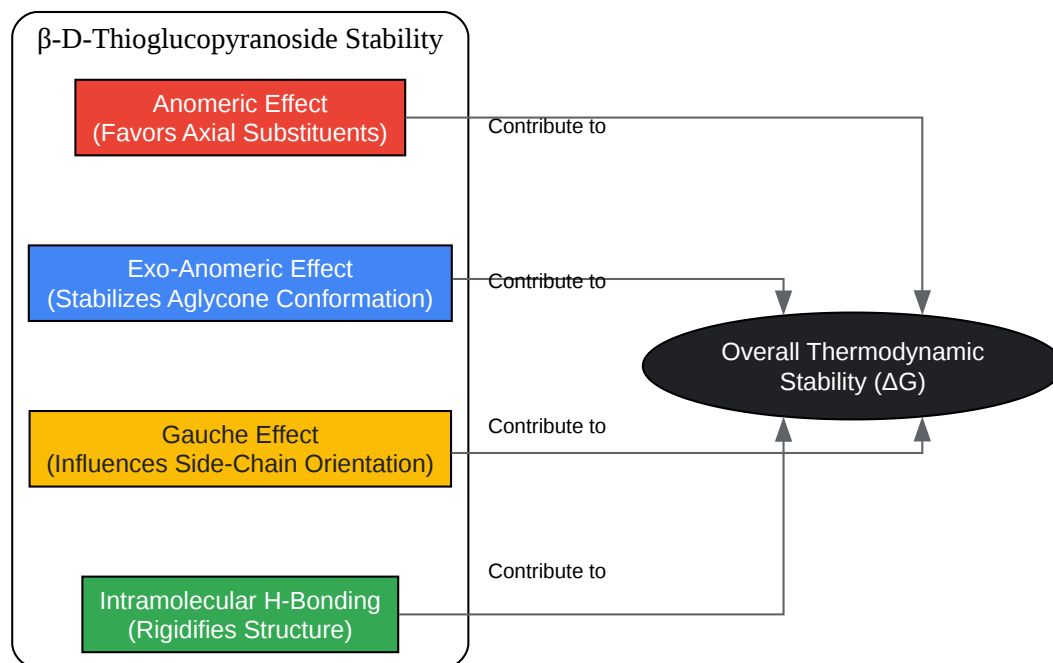 β-D-Thioglucopyranoside Stability
Anomeric Effect
(Favors Axial Substituents)
Contribute to
Exo-Anomeric Effect
(Stabilizes Aglycone Conformation)
Contribute to
Overall Thermodynamic
Stability (ΔG)
Gauche Effect
(Influences Side-Chain Orientation)
Contribute to
Intramolecular H-Bonding
(Rigidifies Structure)
Contribute to